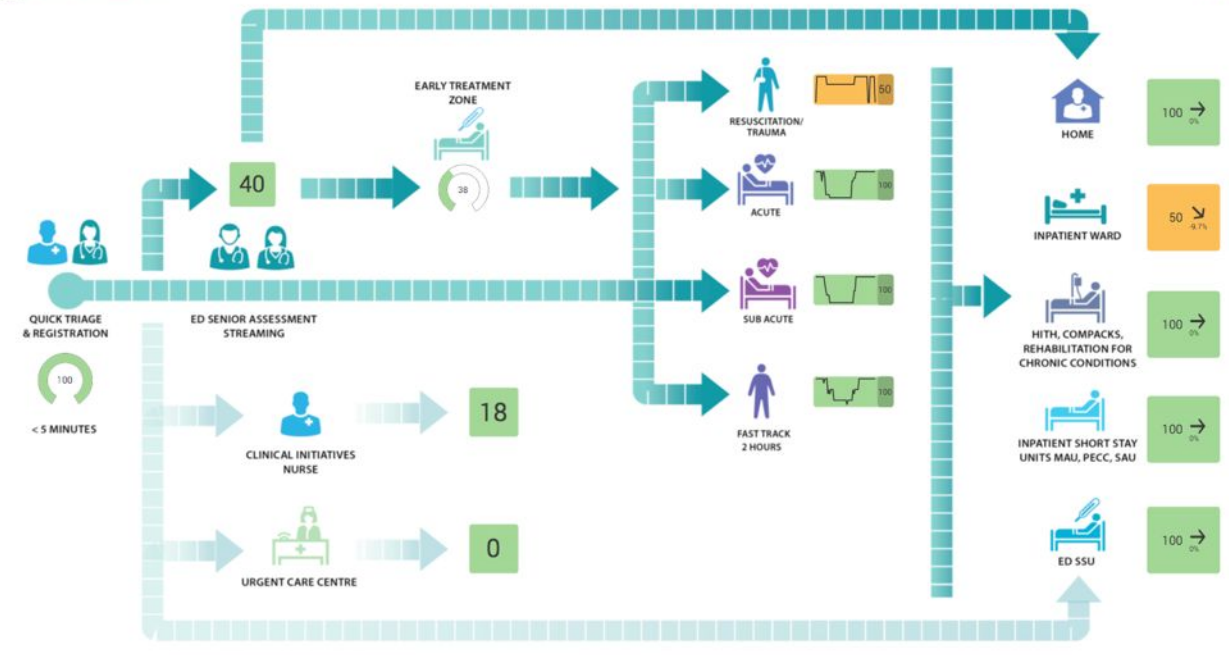 EARLY TREATMENT
ZONE
40
38
RESUSCITATION/
TRAUMA
50
ACUTE
100
SUB ACUTE
100
FAST TRACK
2 HOURS
100
HOME
100
0%
INPATIENT WARD
50
-9.7%
HITH, COMPACKS,
REHABILITATION FOR
CHRONIC CONDITIONS
100
0%
INPATIENT SHORT STAY
UNITS MAU, PECC, SAU
100
0%
ED SSU
100
0%
QUICK TRIAGE
& REGISTRATION
100
< 5 MINUTES
ED SENIOR ASSESSMENT
STREAMING
CLINICAL INITIATIVES
NURSE
18
URGENT CARE CENTRE
0